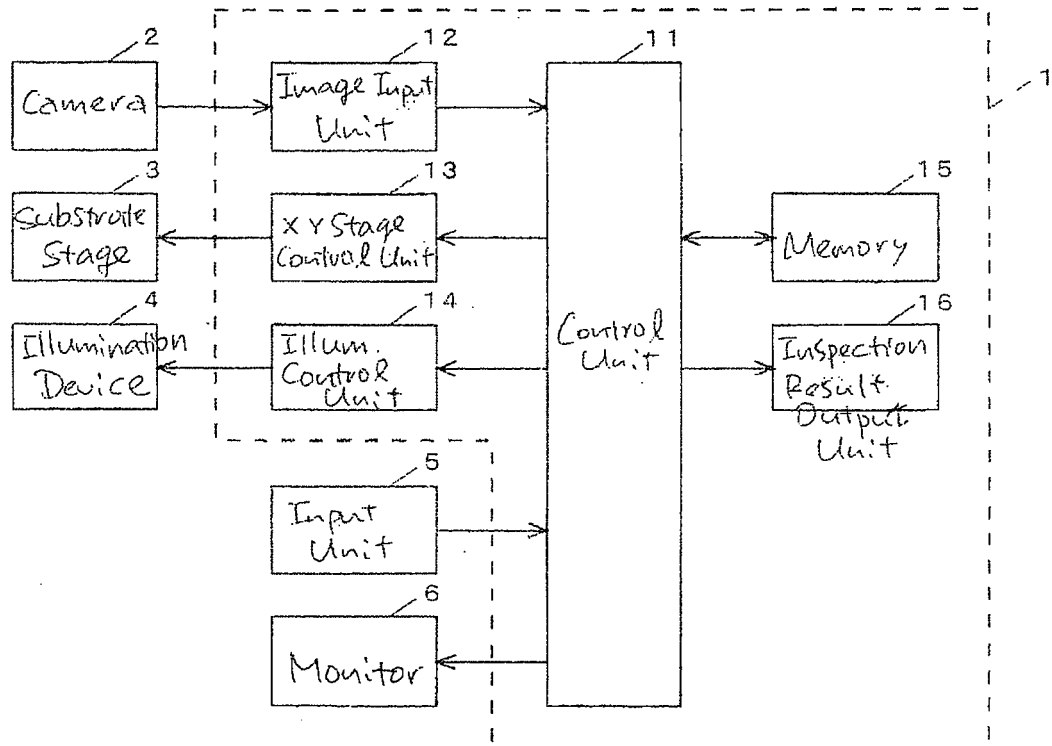 2
Camera
12
Image Input
Unit
11
Control
Unit
1
3
Substrate
Stage
13
XY Stage
Control Unit
15
Memory
4
Illumination
Device
14
Illum.
Control
Unit
16
Inspection
Result
Output
Unit
5
Input
Unit
6
Monitor